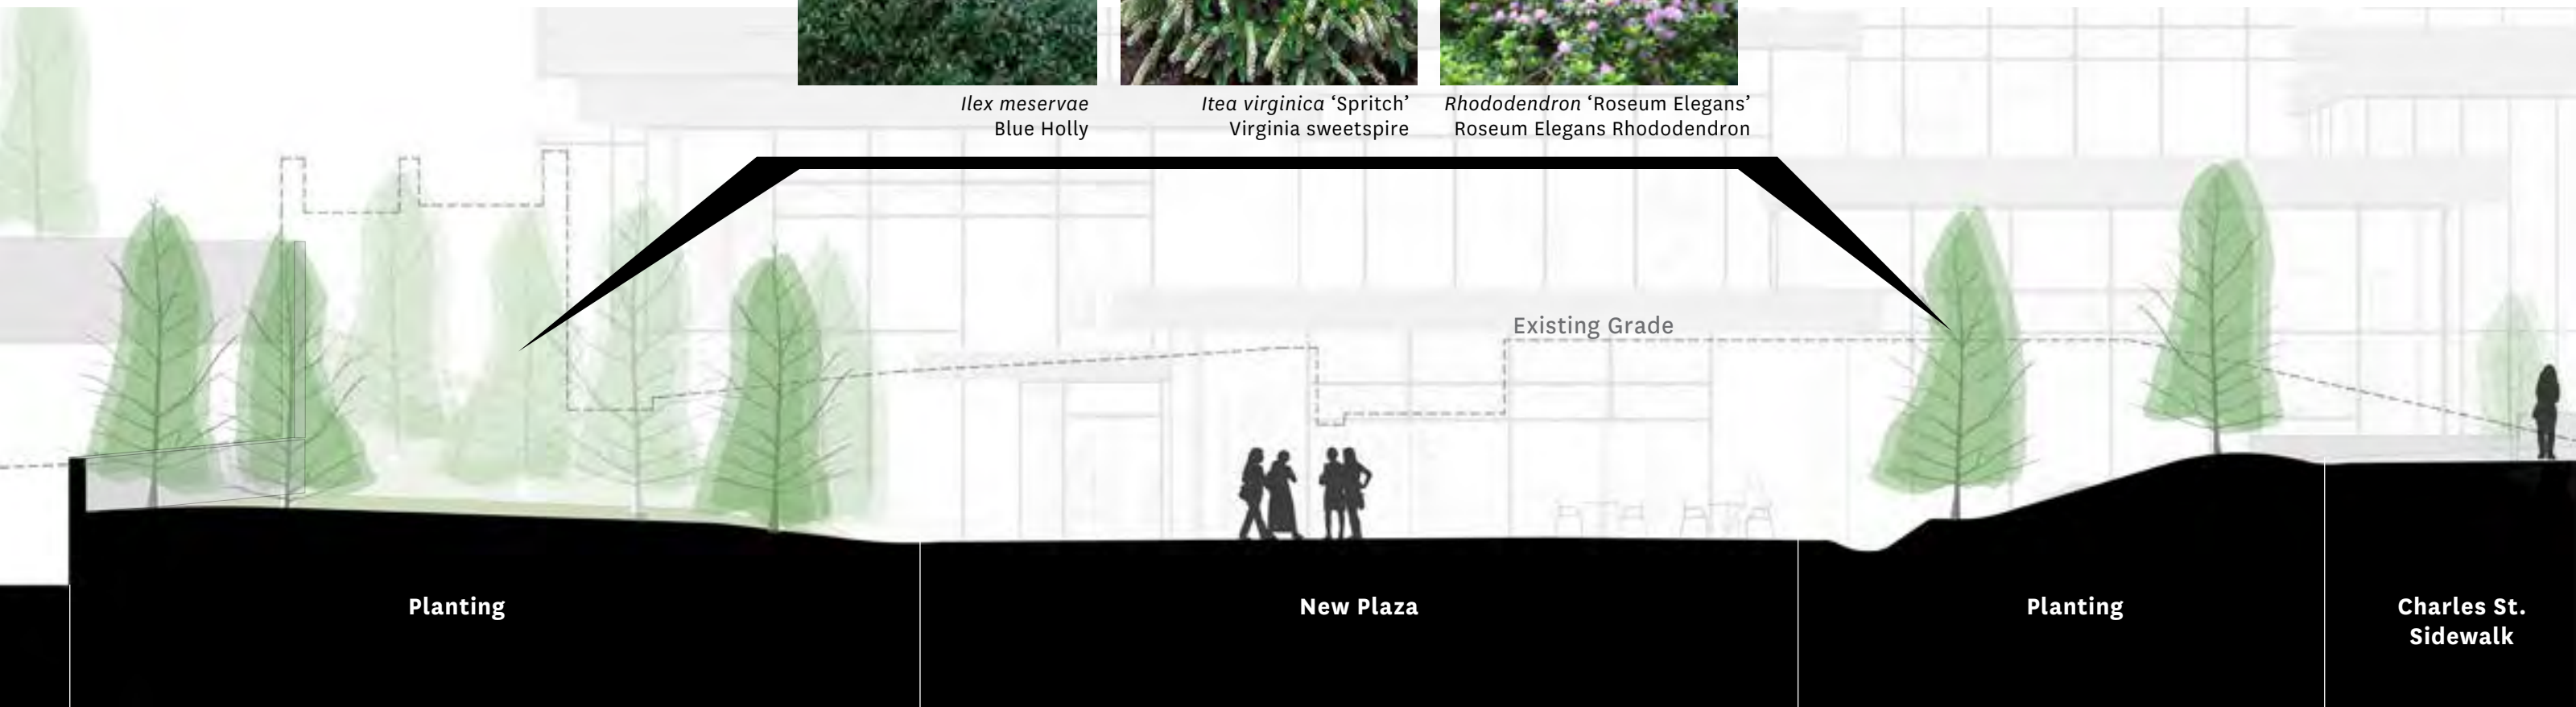 Ilex meservae
Blue Holly
Itea virginica ‘Spritch’
Virginia sweetspire
Rhododendron ‘Roseum Elegans’
Roseum Elegans Rhododendron
Existing Grade
Planting
New Plaza
Planting
Charles St.
Sidewalk